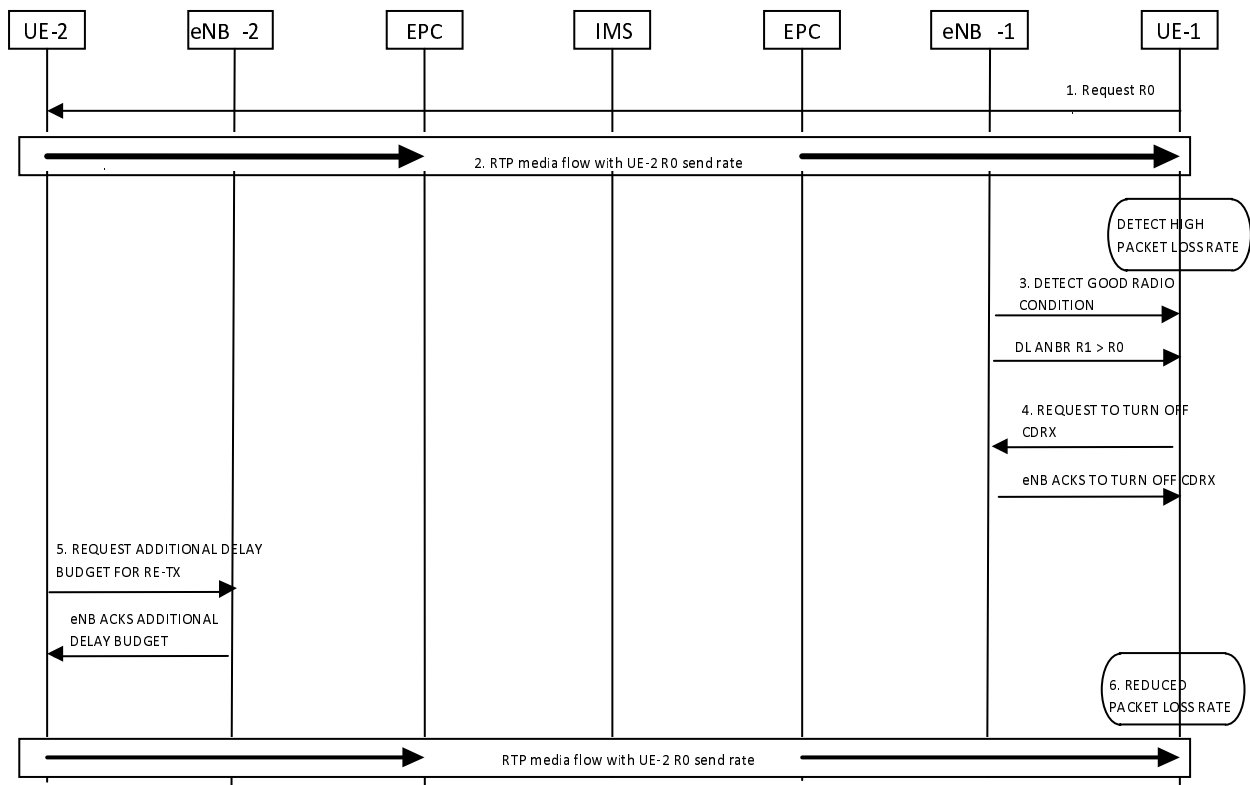 UE-2
eNB -2
EPC
IMS
EPC
eNB -1
UE-1
1. Request R0
2. RTP media flow with UE-2 R0 send rate
DETECT HIGH
PACKET LOSS RATE
3. DETECT GOOD RADIO
CONDITION
DL ANBR R1 > R0
4. REQUEST TO TURN OFF
CDRX
eNB ACKS TO TURN OFF CDRX
5. REQUEST ADDITIONAL DELAY
BUDGET FOR RE-TX
eNB ACKS ADDITIONAL
DELAY BUDGET
6. REDUCED
PACKET LOSS RATE
RTP media flow with UE-2 R0 send rate